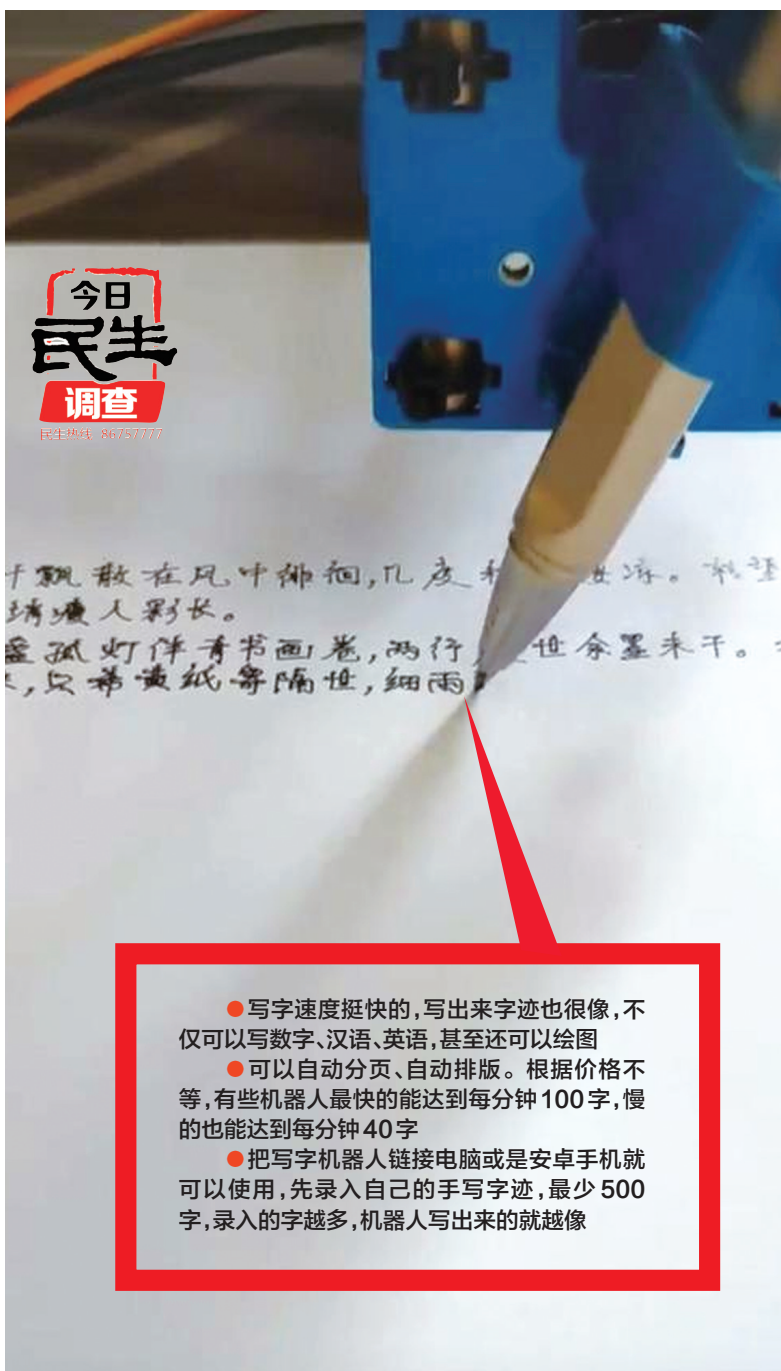 今日
民生
调查
民生热线 86757777
飘散在风中徘徊,几度
人影长。
孤灯伴青书画卷,两行
世余墨未干。
,只希黄纸等隔世,细雨
●写字速度挺快的,写出来字迹也很像,不
仅可以写数字、汉语、英语,甚至还可以绘图
●可以自动分页、自动排版。根据价格不
等,有些机器人最快的能达到每分钟100字,慢
的也能达到每分钟40字
●把写字机器人链接电脑或是安卓手机就
可以使用,先录入自己的手写字迹,最少500
字,录入的字越多,机器人写出来的就越像